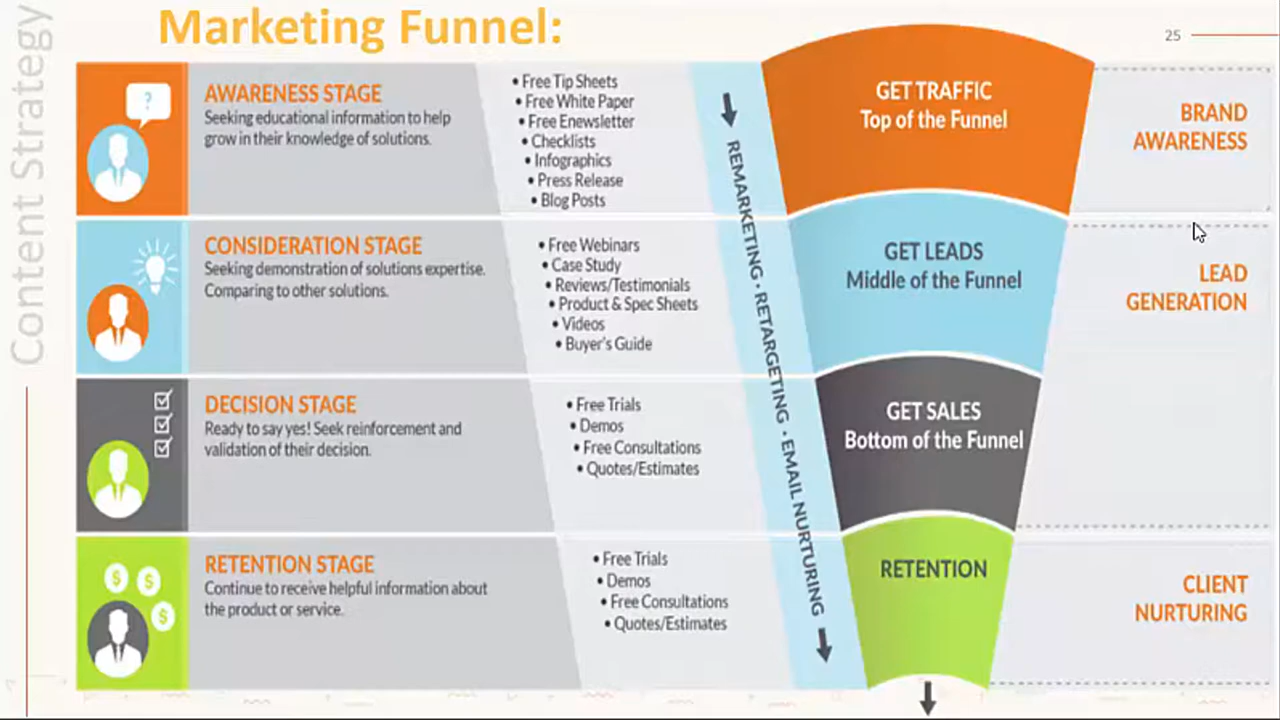 Content Strategy
Marketing Funnel:
25
?
AWARENESS STAGE
Seeking educational information to help
grow in their knowledge of solutions.
• Free Tip Sheets
• Free White Paper
• Free Enewsletter
• Checklists
• Infographics
• Press Release
• Blog Posts
GET TRAFFIC
Top of the Funnel
BRAND
AWARENESS
CONSIDERATION STAGE
Seeking demonstration of solutions expertise.
Comparing to other solutions.
• Free Webinars
• Case Study
• Reviews/Testimonials
• Product & Spec Sheets
• Videos
• Buyer's Guide
REMARKETING • RETARGETING • EMAIL NURTURING
GET LEADS
Middle of the Funnel
LEAD
GENERATION
DECISION STAGE
Ready to say yes! Seek reinforcement and
validation of their decision.
• Free Trials
• Demos
• Free Consultations
• Quotes/Estimates
GET SALES
Bottom of the Funnel
$ $
$
RETENTION STAGE
Continue to receive helpful information about
the product or service.
• Free Trials
• Demos
• Free Consultations
• Quotes/Estimates
RETENTION
CLIENT
NURTURING